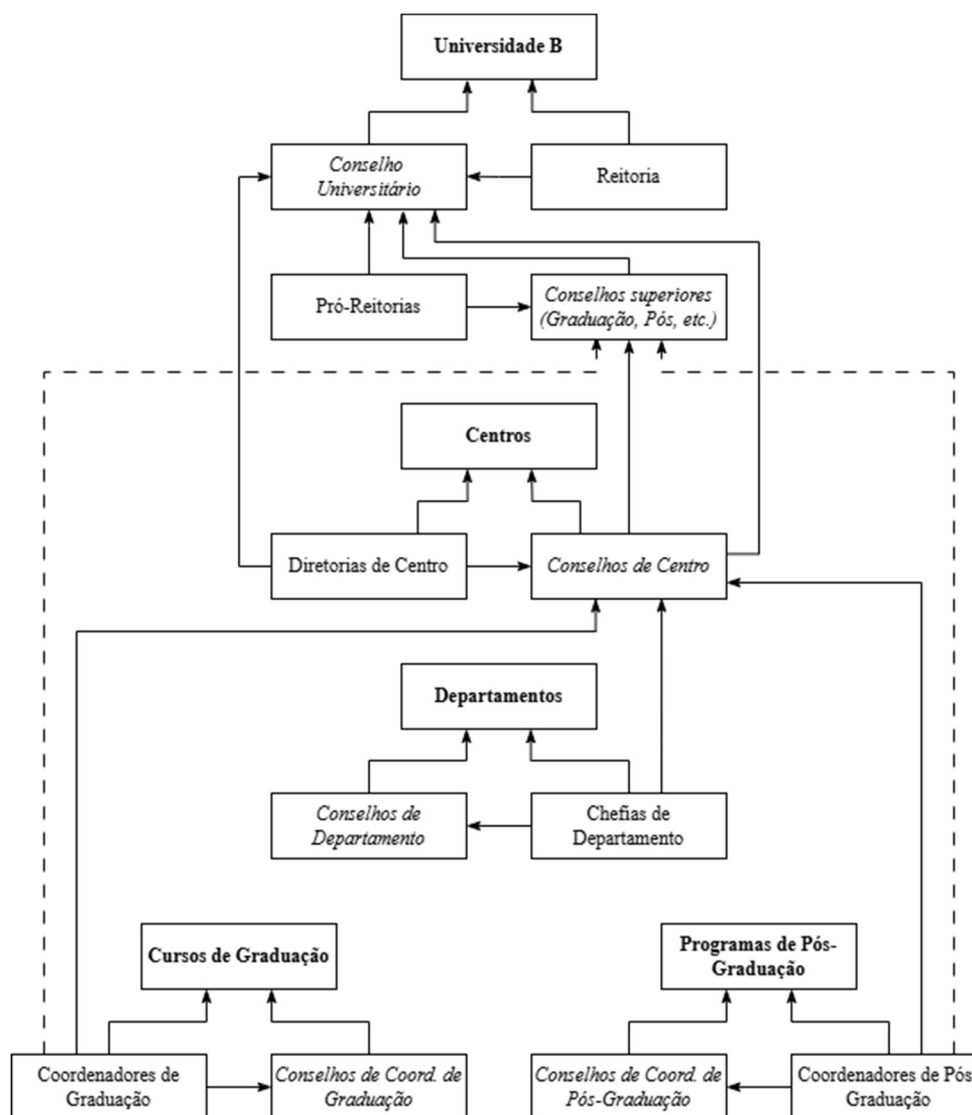 Universidade B
Conselho
Universitário
Reitoria
Pró-Reitorias
Conselhos superiores
(Graduação, Pós, etc.)
Centros
Diretorias de Centro
Conselhos de Centro
Departamentos
Conselhos de
Departamento
Chefias de
Departamento
Cursos de Graduação
Programas de Pós-
Graduação
Coordenadores de
Graduação
Conselhos de Coord. de
Graduação
Conselhos de Coord. de
Pós-Graduação
Coordenadores de Pós
Graduação